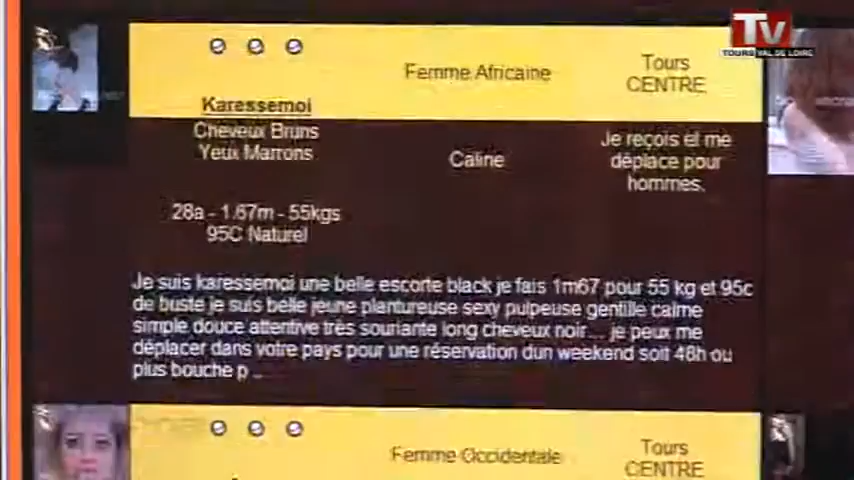 TV
TOURS VAL DE LOIRE
Femme Africaine
Tours
CENTRE
Karessemoi
Cheveux Bruns
Yeux Marrons
Caline
Je reçois et me
déplace pour
hommes.
28a - 1.67m - 55kgs
95C Naturel
Je suis karessemoi une belle escorte black je fais 1m67 pour 55 kg et 95c
de buste je suis belle jeune plantureuse sexy pulpeuse gentille calme
simple douce attentive très souriante long cheveux noir... je peux me
déplacer dans votre pays pour une réservation dun weekend soit 48h ou
plus bouche p ...
Femme Occidentale
Tours
CENTRE